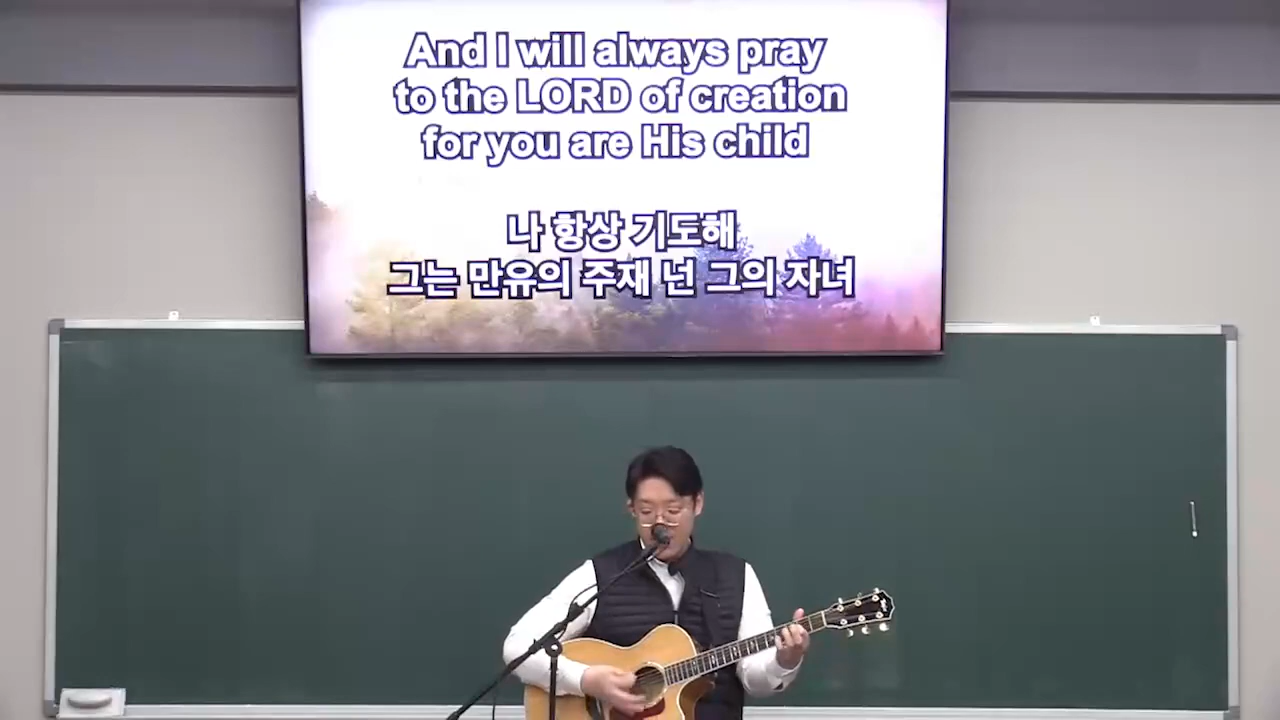 And I will always pray
to the LORD of creation
for you are His child
나 항상 기도해
그는 만유의 주재 넌 그의 자녀